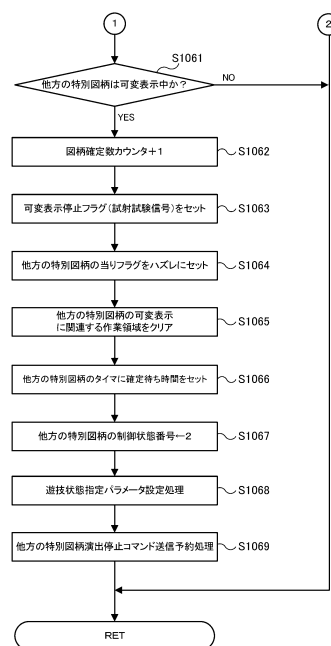 1
2
S1061
他方の特別図柄は可変表示中か?
NO
YES
図柄確定数カウンタ+1
S1062
可変表示停止フラグ(試射試験信号)をセット
S1063
他方の特別図柄の当りフラグをハズレにセット
S1064
他方の特別図柄の可変表示
に関連する作業領域をクリア
S1065
他方の特別図柄のタイマに確定待ち時間をセット
S1066
他方の特別図柄の制御状態番号←2
S1067
遊技状態指定パラメータ設定処理
S1068
他方の特別図柄演出停止コマンド送信予約処理
S1069
RET